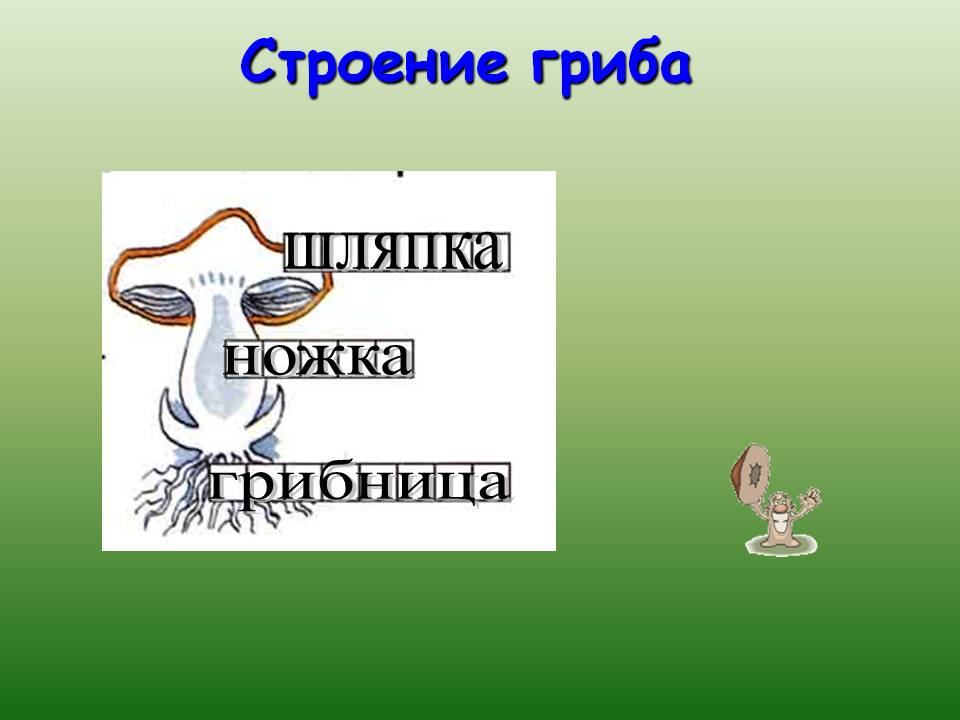 Строение гриба
шляпка
ножка
грибница